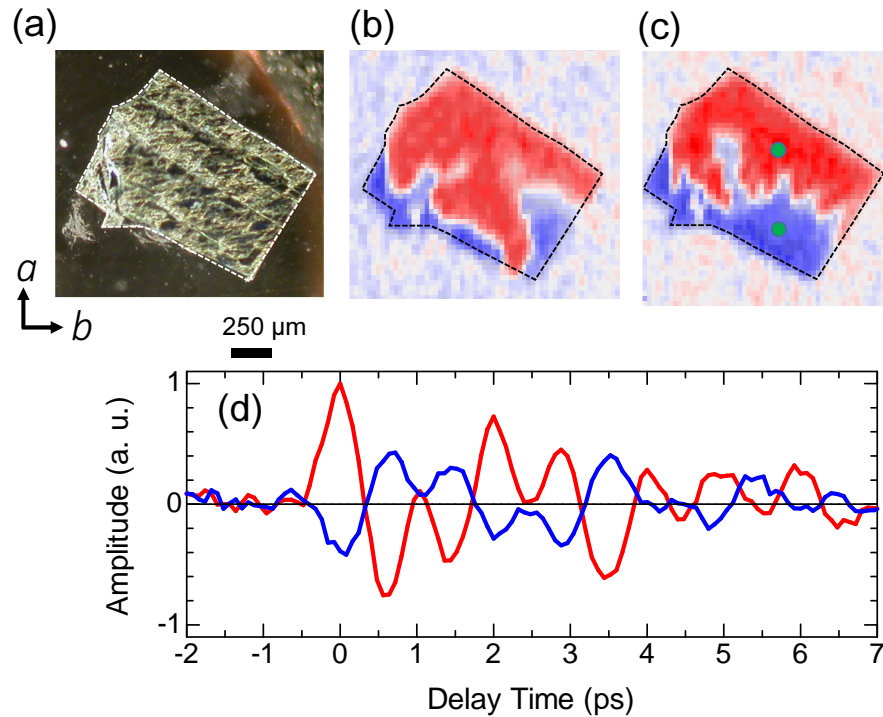 (a)
(b)
(c)
a
b
250 μm
(d)
Amplitude (a. u.)
1
0
-1
-2 -1 0 1 2 3 4 5 6 7
Delay Time (ps)